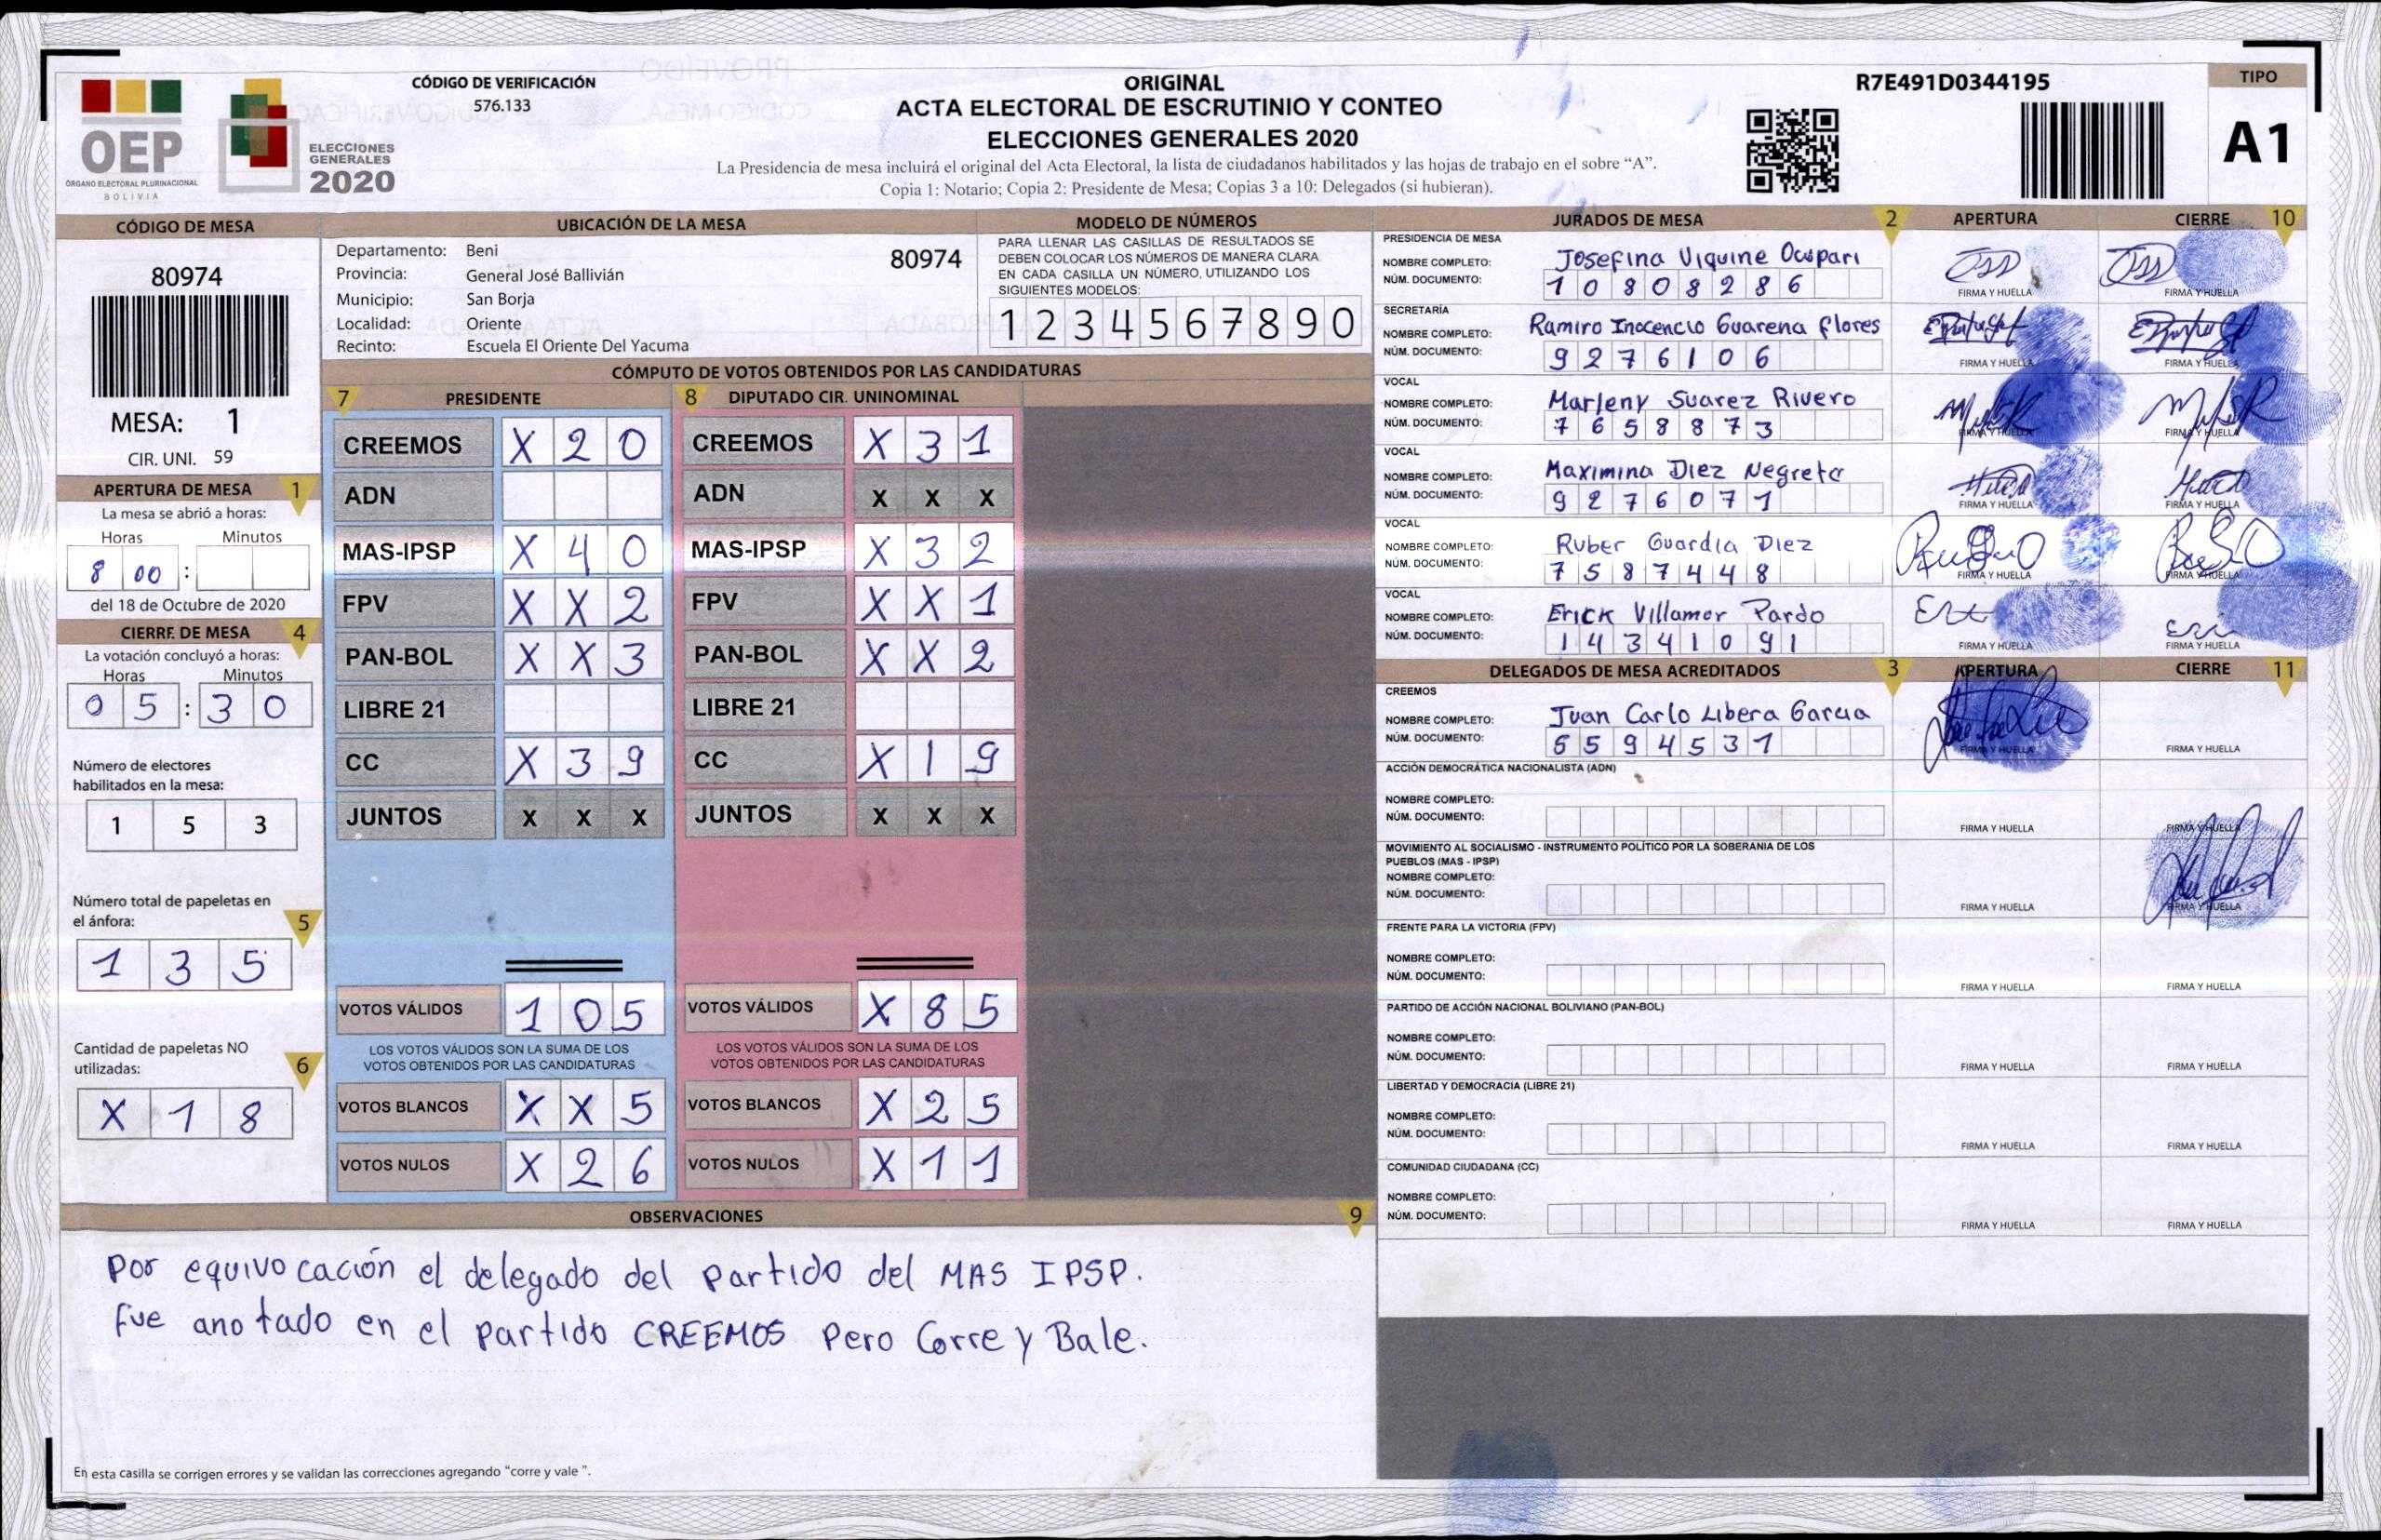 OEP
ÓRGANO ELECTORAL PLURINACIONAL
BOLIVIA
ELECCIONES
GENERALES
2020
CÓDIGO DE VERIFICACIÓN
576.133
ORIGINAL
ACTA ELECTORAL DE ESCRUTINIO Y CONTEO
ELECCIONES GENERALES 2020
La Presidencia de mesa incluirá el original del Acta Electoral, la lista de ciudadanos habilitados y las hojas de trabajo en el sobre “A”.
Copia 1: Notario; Copia 2: Presidente de Mesa; Copias 3 a 10: Delegados (si hubieran).
R7E491D0344195
TIPO
A1
CÓDIGO DE MESA
80974
MESA: 1
CIR. UNI. 59
APERTURA DE MESA 1
La mesa se abrió a horas:
Horas Minutos
8 00 :
del 18 de Octubre de 2020
CIERRE DE MESA 4
La votación concluyó a horas:
Horas Minutos
0 5 : 3 0
Número de electores
habilitados en la mesa:
1 5 3
Número total de papeletas en
el ánfora: 5
1 3 5
Cantidad de papeletas NO
utilizadas: 6
X 1 8
UBICACIÓN DE LA MESA
Departamento: Beni
80974
Provincia: General José Ballivián
Municipio: San Borja
Localidad: Oriente
Recinto: Escuela El Oriente Del Yacuma
MODELO DE NÚMEROS
PARA LLENAR LAS CASILLAS DE RESULTADOS SE
DEBEN COLOCAR LOS NÚMEROS DE MANERA CLARA
EN CADA CASILLA UN NÚMERO, UTILIZANDO LOS
SIGUIENTES MODELOS:
1 2 3 4 5 6 7 8 9 0
CÓMPUTO DE VOTOS OBTENIDOS POR LAS CANDIDATURAS
7 PRESIDENTE
CREEMOS X 2 0
ADN
MAS-IPSP X 4 0
FPV X X 2
PAN-BOL X X 3
LIBRE 21
CC X 3 9
JUNTOS X X X
VOTOS VÁLIDOS 1 0 5
LOS VOTOS VÁLIDOS SON LA SUMA DE LOS
VOTOS OBTENIDOS POR LAS CANDIDATURAS
VOTOS BLANCOS X X 5
VOTOS NULOS X 2 6
8 DIPUTADO CIR. UNINOMINAL
CREEMOS X 3 1
ADN X X X
MAS-IPSP X 3 2
FPV X X 1
PAN-BOL X X 2
LIBRE 21
CC X 1 9
JUNTOS X X X
VOTOS VÁLIDOS X 8 5
LOS VOTOS VÁLIDOS SON LA SUMA DE LOS
VOTOS OBTENIDOS POR LAS CANDIDATURAS
VOTOS BLANCOS X 2 5
VOTOS NULOS X 1 1
JURADOS DE MESA 2 APERTURA CIERRE 10
PRESIDENCIA DE MESA
NOMBRE COMPLETO: Josefina Viquine Ocupari
NÚM. DOCUMENTO: 1 0 8 0 8 2 8 6
FIRMA Y HUELLA FIRMA Y HUELLA
SECRETARÍA
NOMBRE COMPLETO: Ramiro Inocencio Guarena flores
NÚM. DOCUMENTO: 9 2 7 6 1 0 6
FIRMA Y HUELLA FIRMA Y HUELLA
VOCAL
NOMBRE COMPLETO: Marleny Suarez Rivero
NÚM. DOCUMENTO: 7 6 5 8 8 7 3
FIRMA Y HUELLA FIRMA Y HUELLA
VOCAL
NOMBRE COMPLETO: Maximina Diez Negrete
NÚM. DOCUMENTO: 9 2 7 6 0 7 1
FIRMA Y HUELLA FIRMA Y HUELLA
VOCAL
NOMBRE COMPLETO: Ruber Guardia Diez
NÚM. DOCUMENTO: 7 5 8 7 4 4 8
FIRMA Y HUELLA FIRMA Y HUELLA
VOCAL
NOMBRE COMPLETO: Erick Villamor Pardo
NÚM. DOCUMENTO: 1 4 3 4 1 0 9 1
FIRMA Y HUELLA FIRMA Y HUELLA
DELEGADOS DE MESA ACREDITADOS 3 APERTURA CIERRE 11
CREEMOS
NOMBRE COMPLETO: Juan Carlo Libera Garcia
NÚM. DOCUMENTO: 6 5 9 4 5 3 1
FIRMA Y HUELLA FIRMA Y HUELLA
ACCIÓN DEMOCRÁTICA NACIONALISTA (ADN)
NOMBRE COMPLETO:
NÚM. DOCUMENTO:
FIRMA Y HUELLA FIRMA Y HUELLA
MOVIMIENTO AL SOCIALISMO - INSTRUMENTO POLÍTICO POR LA SOBERANIA DE LOS
PUEBLOS (MAS - IPSP)
NOMBRE COMPLETO:
NÚM. DOCUMENTO:
FIRMA Y HUELLA FIRMA Y HUELLA
FRENTE PARA LA VICTORIA (FPV)
NOMBRE COMPLETO:
NÚM. DOCUMENTO:
FIRMA Y HUELLA FIRMA Y HUELLA
PARTIDO DE ACCIÓN NACIONAL BOLIVIANO (PAN-BOL)
NOMBRE COMPLETO:
NÚM. DOCUMENTO:
FIRMA Y HUELLA FIRMA Y HUELLA
LIBERTAD Y DEMOCRACIA (LIBRE 21)
NOMBRE COMPLETO:
NÚM. DOCUMENTO:
FIRMA Y HUELLA FIRMA Y HUELLA
COMUNIDAD CIUDADANA (CC)
NOMBRE COMPLETO:
NÚM. DOCUMENTO:
FIRMA Y HUELLA FIRMA Y HUELLA
OBSERVACIONES 9
Por equivocación el delegado del partido del MAS IPSP.
fue anotado en el partido CREEMOS Pero Corre y Bale.
En esta casilla se corrigen errores y se validan las correcciones agregando “corre y vale ”.